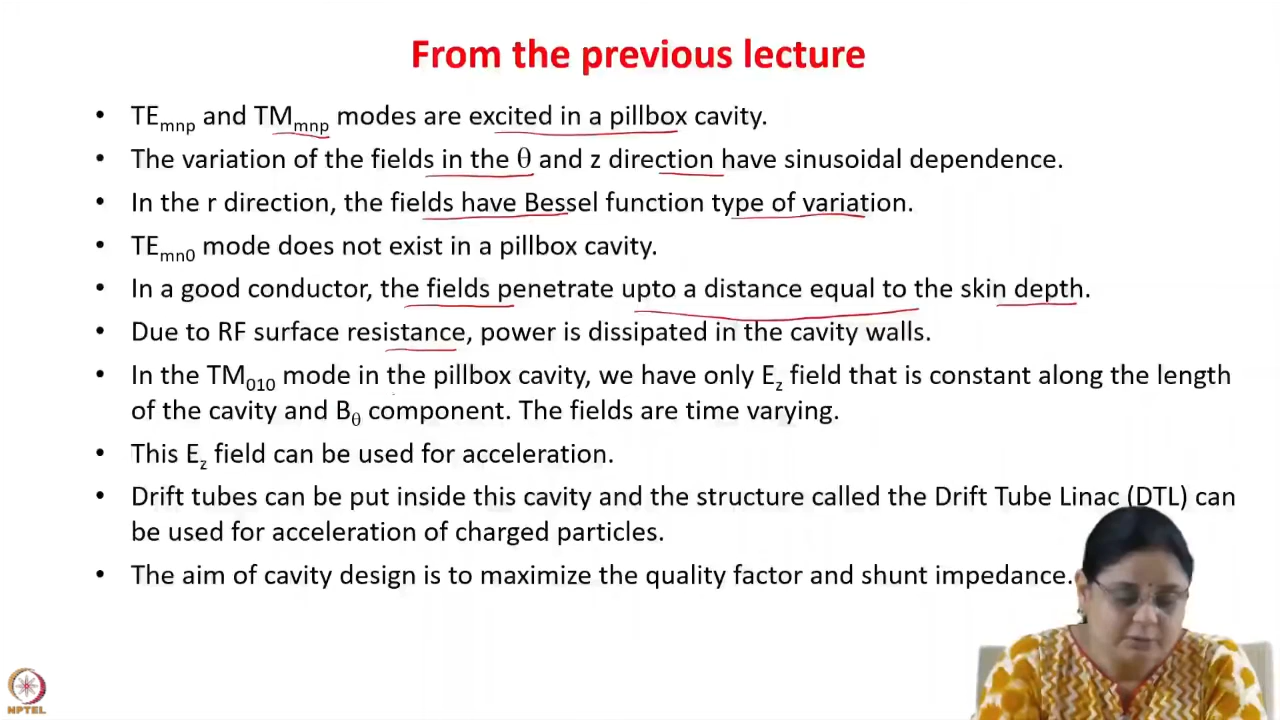 From the previous lecture
• TEmnp and TMmnp modes are excited in a pillbox cavity.
• The variation of the fields in the θ and z direction have sinusoidal dependence.
• In the r direction, the fields have Bessel function type of variation.
• TEmn0 mode does not exist in a pillbox cavity.
• In a good conductor, the fields penetrate upto a distance equal to the skin depth.
• Due to RF surface resistance, power is dissipated in the cavity walls.
• In the TM010 mode in the pillbox cavity, we have only Ez field that is constant along the length
of the cavity and Bθ component. The fields are time varying.
• This Ez field can be used for acceleration.
• Drift tubes can be put inside this cavity and the structure called the Drift Tube Linac (DTL) can
be used for acceleration of charged particles.
• The aim of cavity design is to maximize the quality factor and shunt impedance.
NPTEL